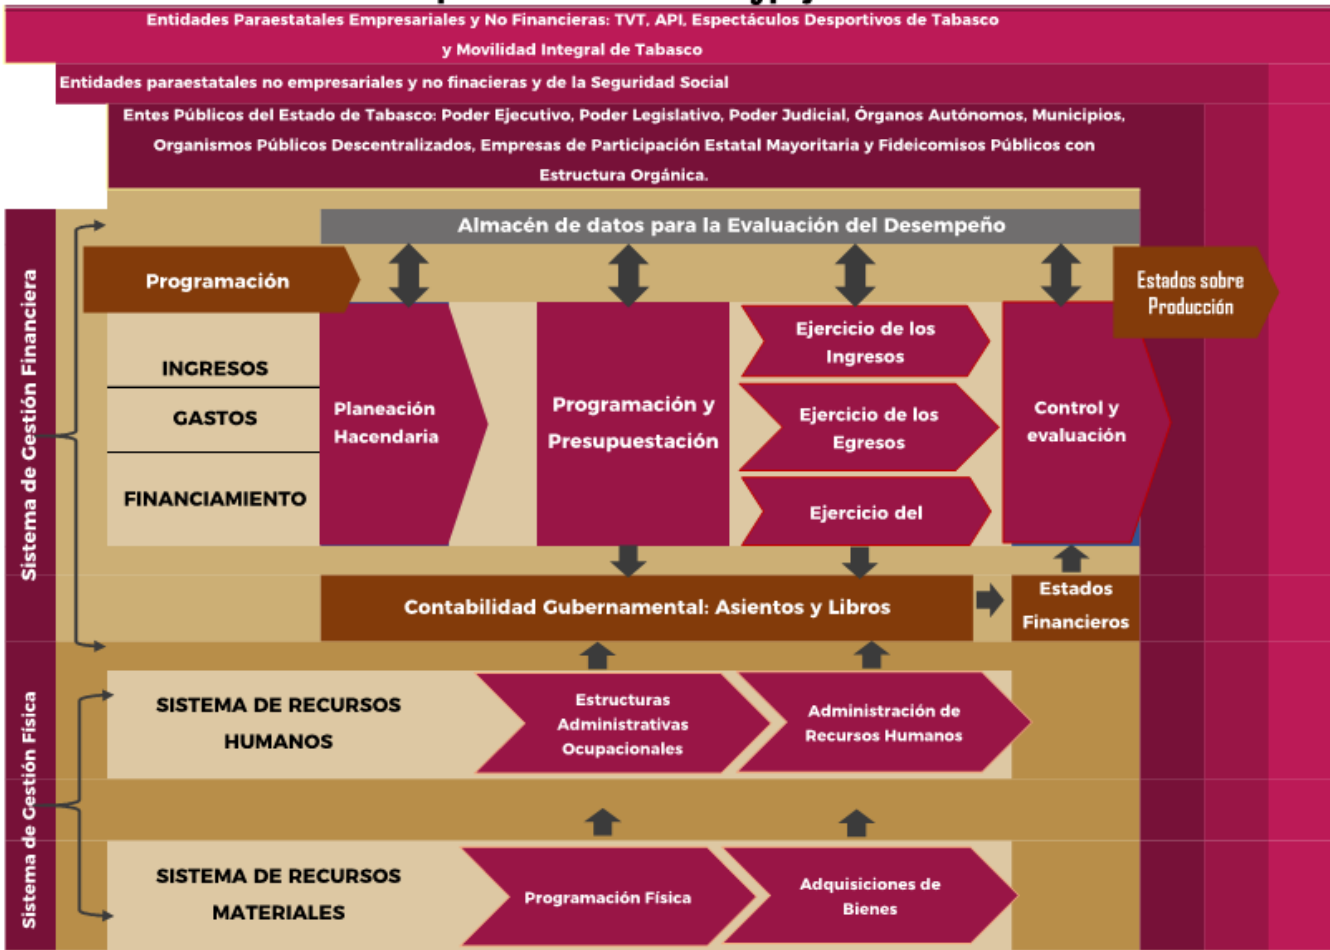 Entidades Paraestatales Empresariales y No Financieras: TVT, API, Espectáculos Desportivos de Tabasco
y Movilidad Integral de Tabasco
Entidades paraestatales no empresariales y no finacieras y de la Seguridad Social
Entes Públicos del Estado de Tabasco: Poder Ejecutivo, Poder Legislativo, Poder Judicial, Órganos Autónomos, Municipios,
Organismos Públicos Descentralizados, Empresas de Participación Estatal Mayoritaria y Fideicomisos Públicos con
Estructura Orgánica.
Almacén de datos para la Evaluación del Desempeño
Sistema de Gestión Financiera
Programación
Estados sobre
Producción
INGRESOS
GASTOS
FINANCIAMIENTO
Planeación
Hacendaria
Programación y
Presupuestación
Ejercicio de los
Ingresos
Ejercicio de los
Egresos
Ejercicio del
Control y
evaluación
Contabilidad Gubernamental: Asientos y Libros
Estados
Financieros
Sistema de Gestión Física
SISTEMA DE RECURSOS
HUMANOS
Estructuras
Administrativas
Ocupacionales
Administración de
Recursos Humanos
SISTEMA DE RECURSOS
MATERIALES
Programación Física
Adquisiciones de
Bienes